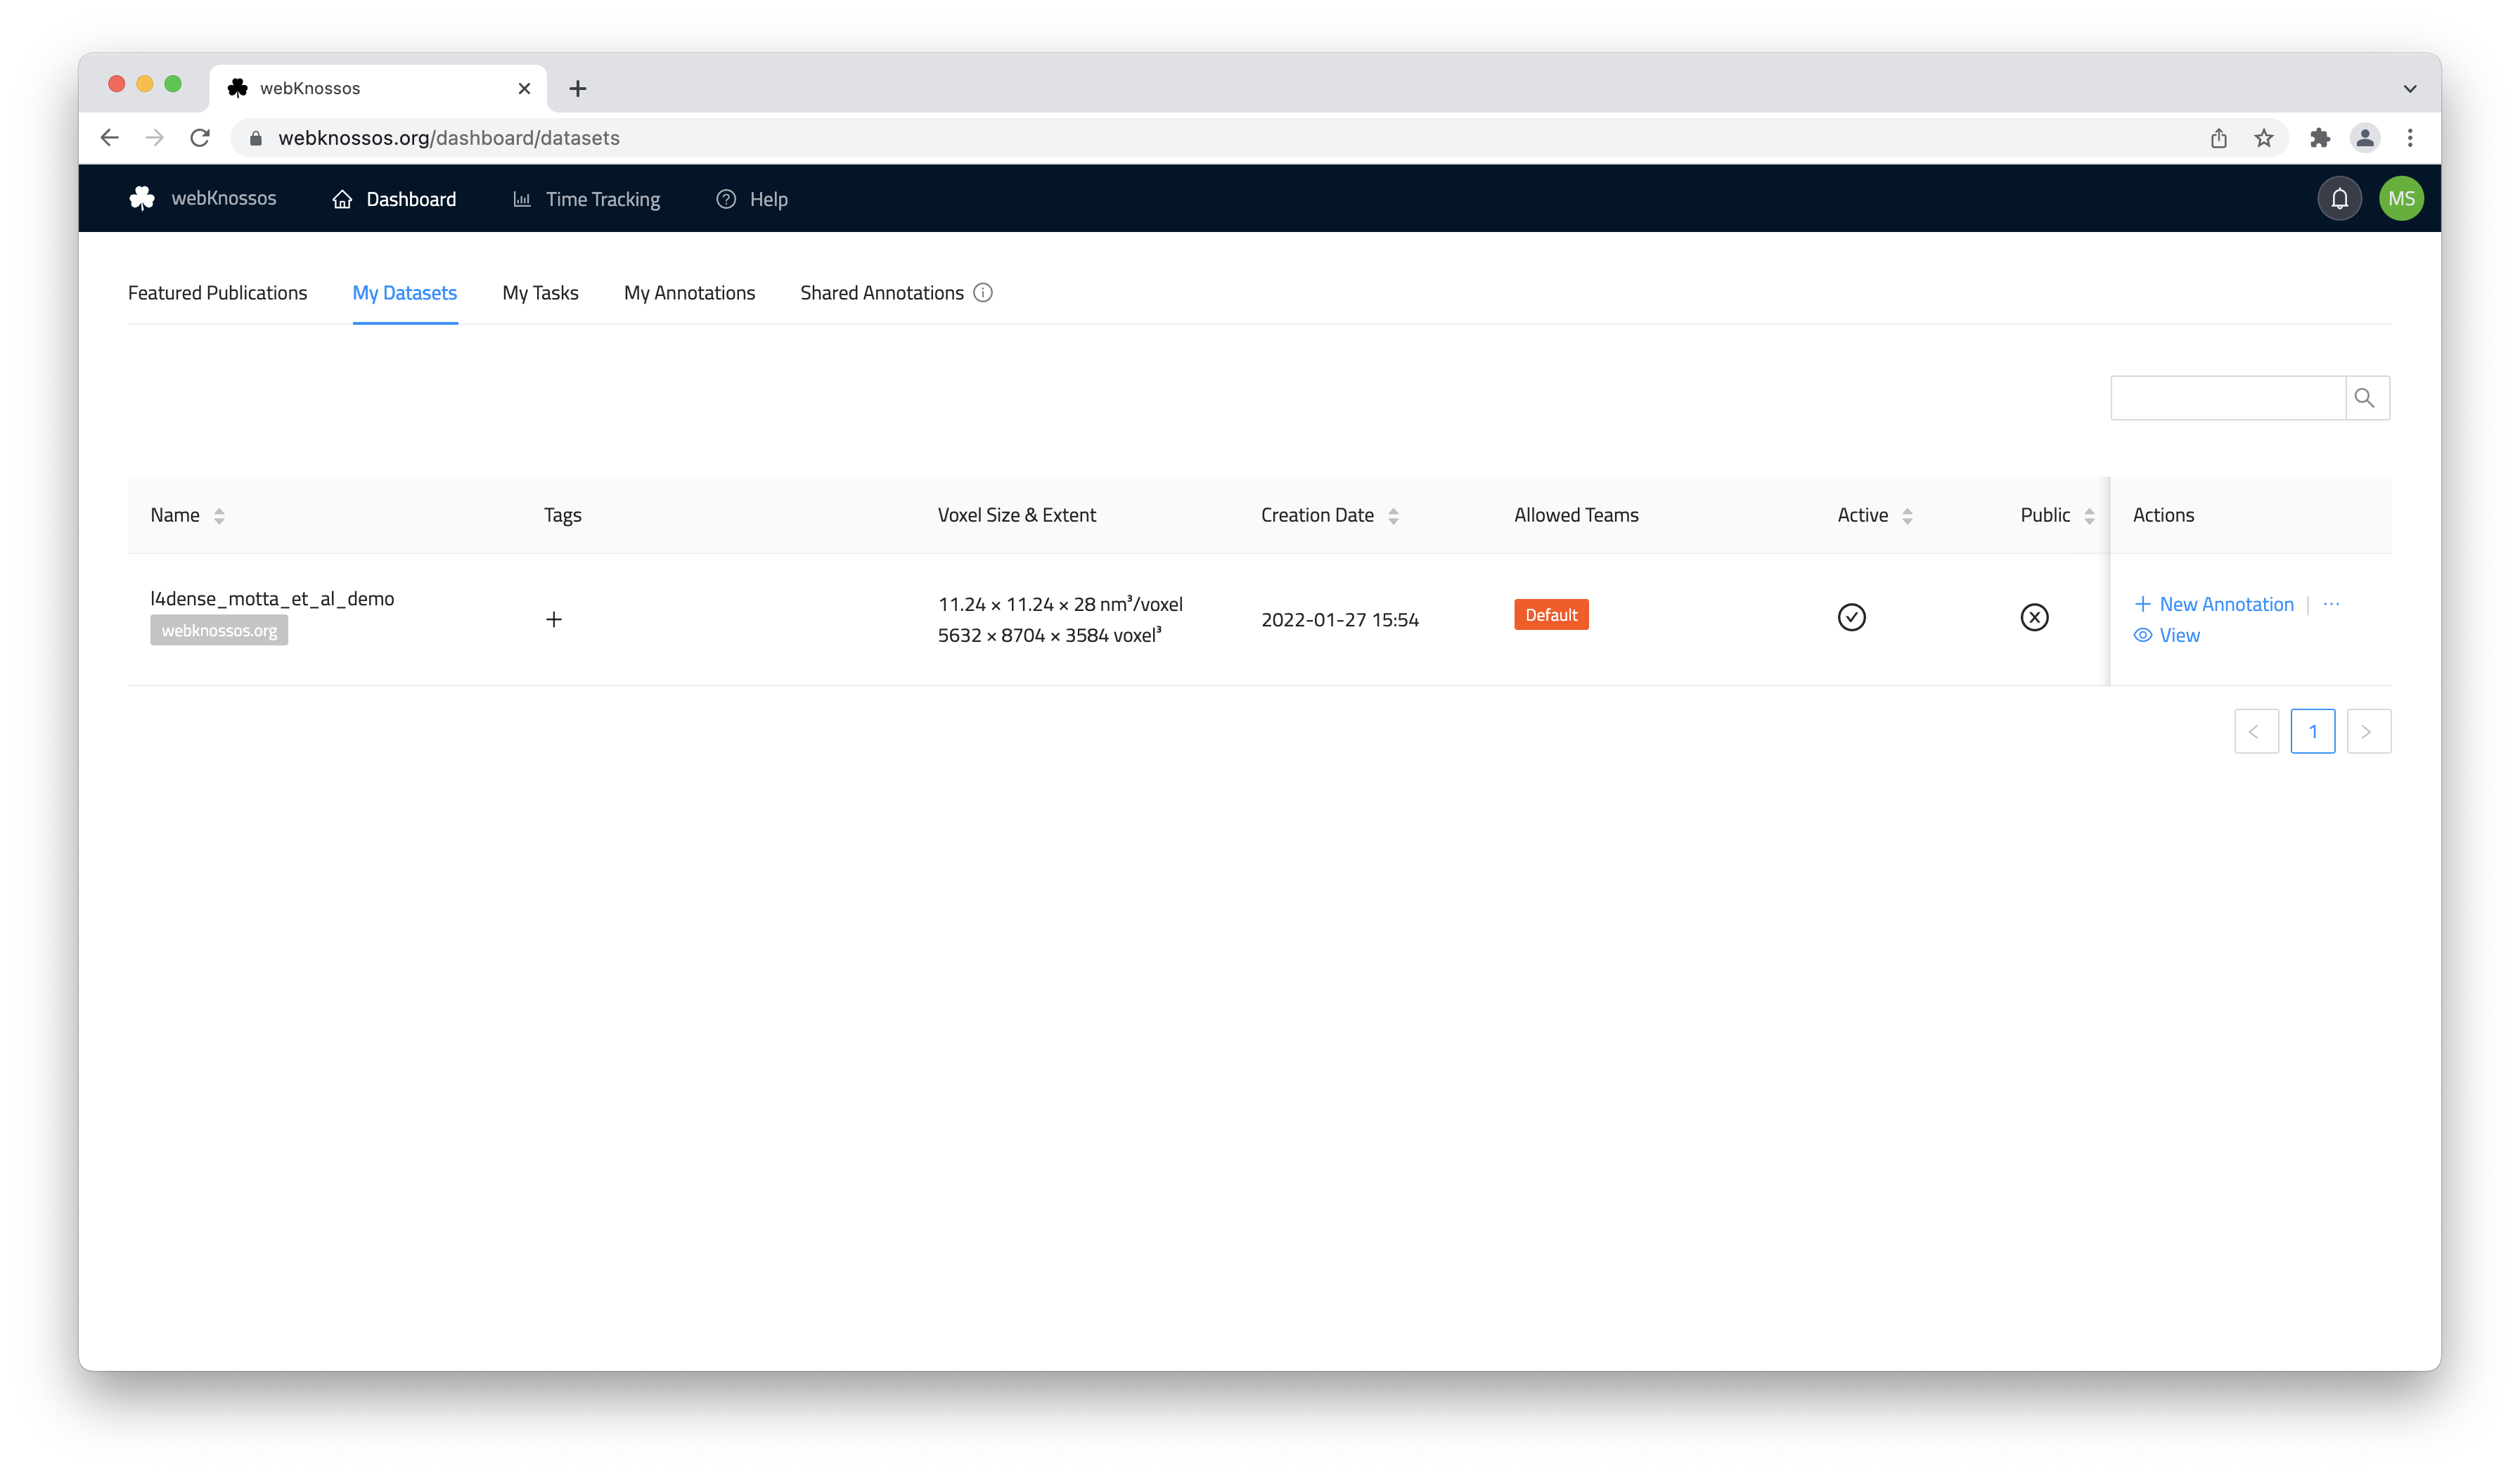 webKnossos
webknossos.org/dashboard/datasets
webKnossos Dashboard Time Tracking Help MS
Featured Publications My Datasets My Tasks My Annotations Shared Annotations
Name Tags Voxel Size & Extent Creation Date Allowed Teams Active Public Actions
l4dense_motta_et_al_demo
webknossos.org
11.24 × 11.24 × 28 nm³/voxel
5632 × 8704 × 3584 voxel³
2022-01-27 15:54
Default
+ New Annotation | ···
View
< 1 >